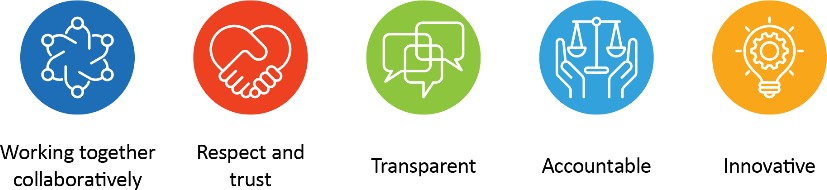 Working together
collaboratively
Respect and
trust
Transparent
Accountable
Innovative